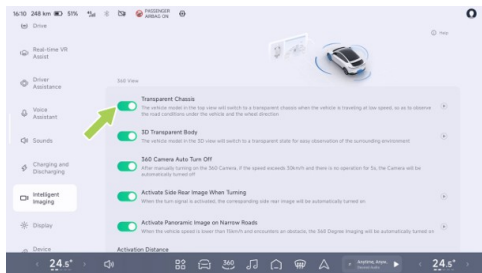 16:10 248 km 51% PASSENGER AIRBAG ON
Drive
Help
Real-time VR
Assist
Driver
Assistance
Exit View
Transparent Chassis
The vehicle model in the top view will switch to a transparent chassis when the vehicle is traveling at low speed, so as to observe
the road conditions under the vehicle and the wheel direction.
Voice
Assistant
3D Transparent Body
The vehicle model in the 3D view will switch to a transparent state for easy observation of the surrounding environment
Sounds
360 Camera Auto Turn Off
After manually turning on the 360 Camera, if the speed exceeds 30km/h and there is no operation for 5s, the Camera will be
automatically turned off
Charging and
Discharging
Activate Side Rear Image When Turning
When the turn signal is activated, the corresponding side rear image will be automatically turned on
Intelligent
Imaging
Activate Panoramic Image on Narrow Roads
When the vehicle speed is lower than 15km/h and encounters an obstacle, the 360 Degree Imaging will be automatically turned on
Display
Device
Activation Distance
24.5° 360 Anytime, Anyw.. 24.5°